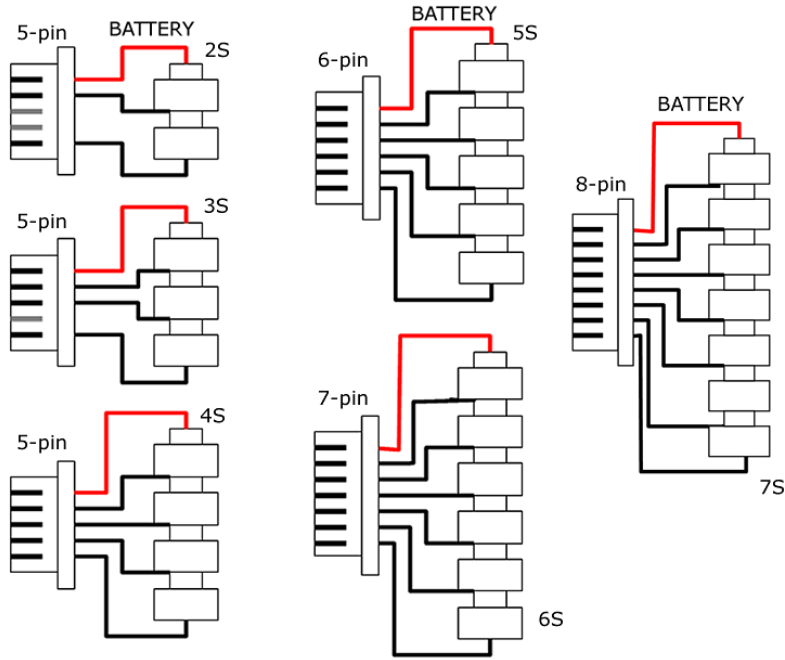 5-pin
BATTERY
2S
5-pin
3S
5-pin
4S
6-pin
BATTERY
5S
7-pin
6S
BATTERY
8-pin
7S